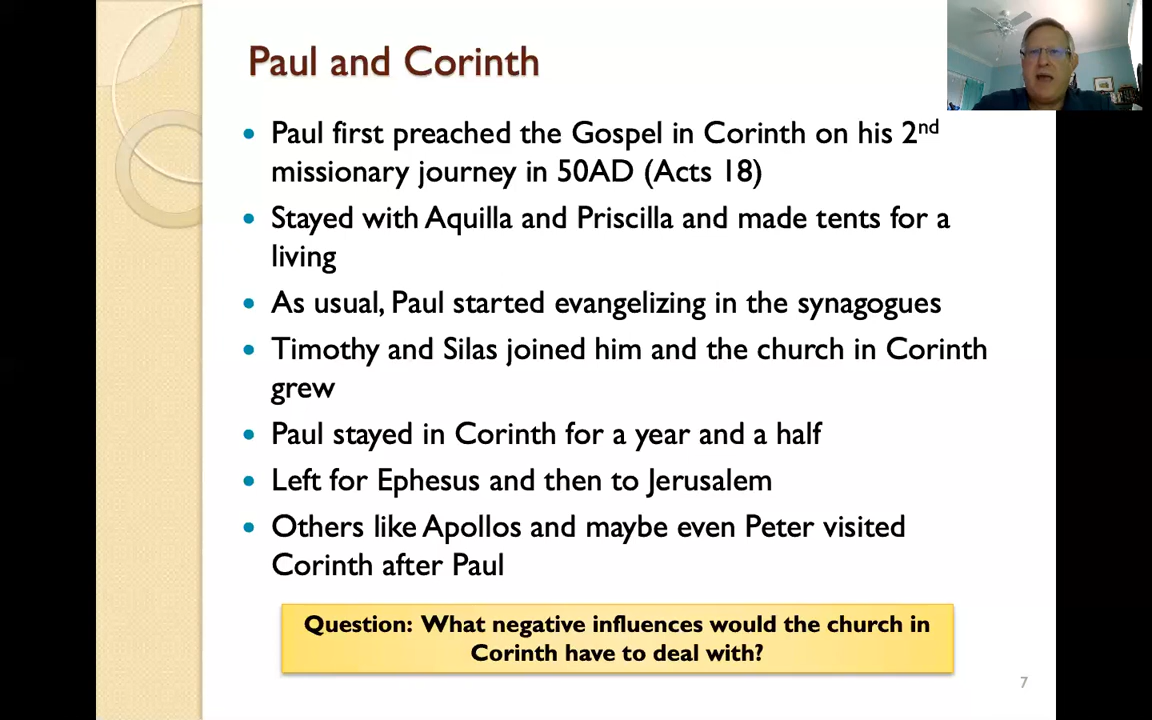 Paul and Corinth
• Paul first preached the Gospel in Corinth on his 2nd
missionary journey in 50AD (Acts 18)
• Stayed with Aquilla and Priscilla and made tents for a
living
• As usual, Paul started evangelizing in the synagogues
• Timothy and Silas joined him and the church in Corinth
grew
• Paul stayed in Corinth for a year and a half
• Left for Ephesus and then to Jerusalem
• Others like Apollos and maybe even Peter visited
Corinth after Paul
Question: What negative influences would the church in
Corinth have to deal with?
7